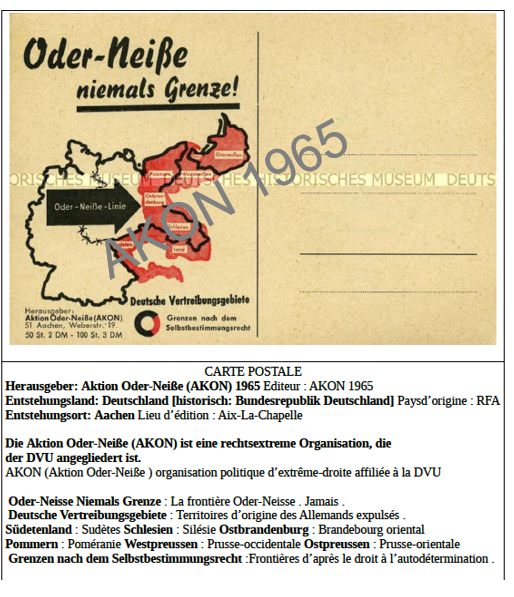 Oder-Neiße
niemals Grenze!
Ostpreußen
Pommern
Oder-Neiße-Linie
Schlesien
ORISCHES MUSEUM DEUTSCHES HISTORISCHES MUSEUM DEUTS
AKON 1965
Deutsche Vertreibungsgebiete
Herausgeber:
Aktion Oder-Neiße (AKON)
51 Aachen, Weberstr. 19
50 St. 2 DM - 100 St. 3 DM
Grenzen nach dem
Selbstbestimmungsrecht
CARTE POSTALE
Herausgeber: Aktion Oder-Neiße (AKON) 1965 Editeur : AKON 1965
Entstehungsland: Deutschland [historisch: Bundesrepublik Deutschland] Paysd’origine : RFA
Entstehungsort: Aachen Lieu d’édition : Aix-La-Chapelle
Die Aktion Oder-Neiße (AKON) ist eine rechtsextreme Organisation, die
der DVU angegliedert ist.
AKON (Aktion Oder-Neiße ) organisation politique d’extrême-droite affiliée à la DVU
Oder-Neisse Niemals Grenze : La frontière Oder-Neisse . Jamais .
Deutsche Vertreibungsgebiete : Territoires d’origine des Allemands expulsés .
Südetenland : Sudètes Schlesien : Silésie Ostbrandenburg : Brandebourg oriental
Pommern : Poméranie Westpreussen : Prusse-occidentale Ostpreussen : Prusse-orientale
Grenzen nach dem Selbstbestimmungsrecht :Frontières d’après le droit à l’autodétermination .